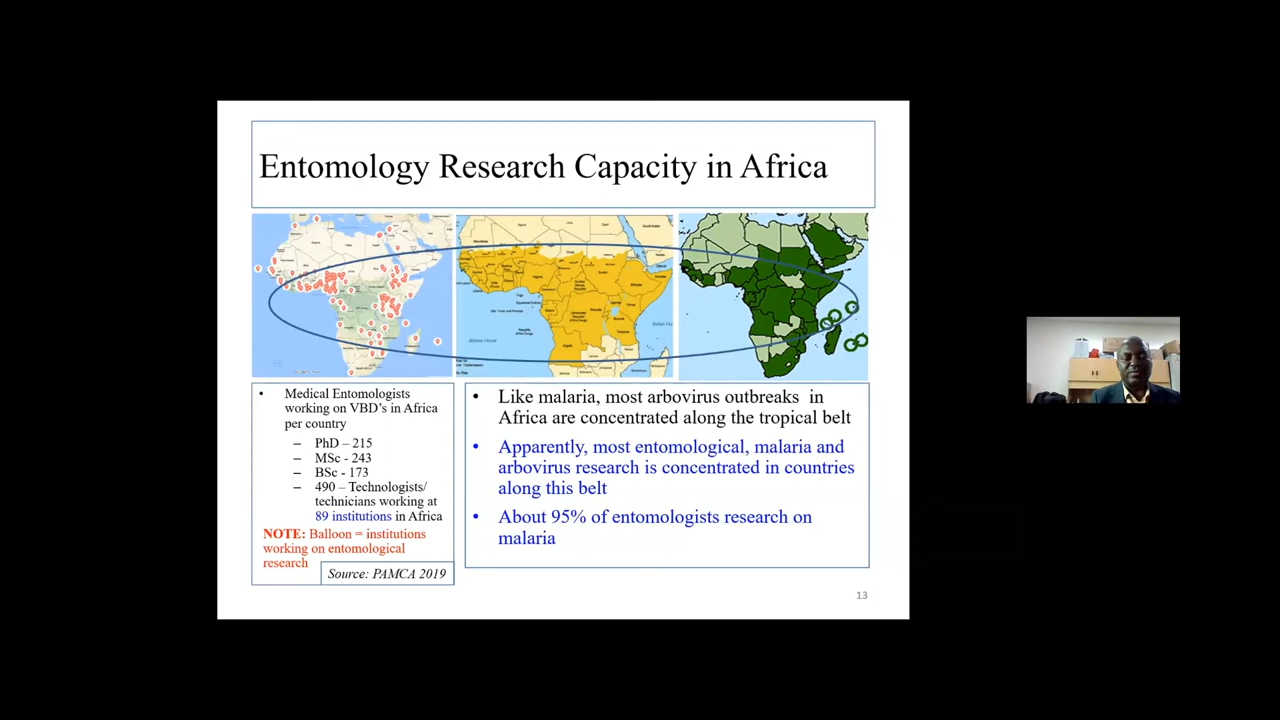 Entomology Research Capacity in Africa
• Medical Entomologists
working on VBD's in Africa
per country
– PhD – 215
– MSc - 243
– BSc - 173
– 490 – Technologists/
technicians working at
89 institutions in Africa
NOTE: Balloon = institutions
working on entomological
research
Source: PAMCA 2019
• Like malaria, most arbovirus outbreaks in
Africa are concentrated along the tropical belt
• Apparently, most entomological, malaria and
arbovirus research is concentrated in countries
along this belt
• About 95% of entomologists research on
malaria
13